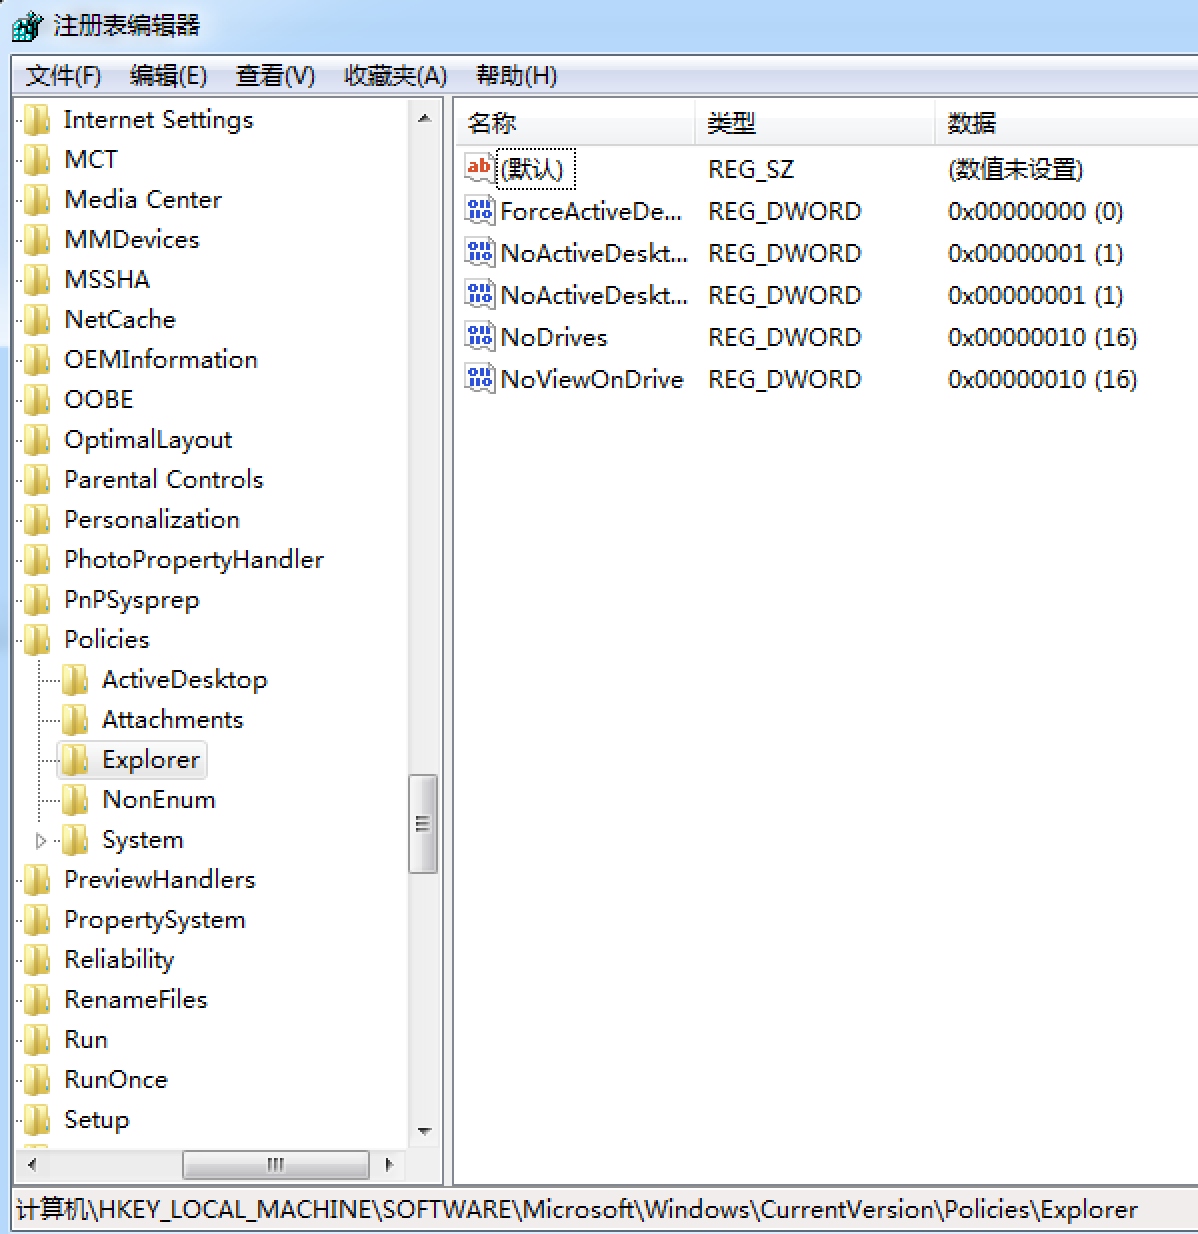 注册表编辑器
文件(F) 编辑(E) 查看(V) 收藏夹(A) 帮助(H)
Internet Settings
MCT
Media Center
MMDevices
MSSHA
NetCache
OEMInformation
OOBE
OptimalLayout
Parental Controls
Personalization
PhotoPropertyHandler
PnPSysprep
Policies
ActiveDesktop
Attachments
Explorer
NonEnum
System
PreviewHandlers
PropertySystem
Reliability
RenameFiles
Run
RunOnce
Setup
名称 类型 数据
ab (默认) REG_SZ (数值未设置)
ForceActiveDe... REG_DWORD 0x00000000 (0)
NoActiveDeskt... REG_DWORD 0x00000001 (1)
NoActiveDeskt... REG_DWORD 0x00000001 (1)
NoDrives REG_DWORD 0x00000010 (16)
NoViewOnDrive REG_DWORD 0x00000010 (16)
计算机\HKEY_LOCAL_MACHINE\SOFTWARE\Microsoft\Windows\CurrentVersion\Policies\Explorer